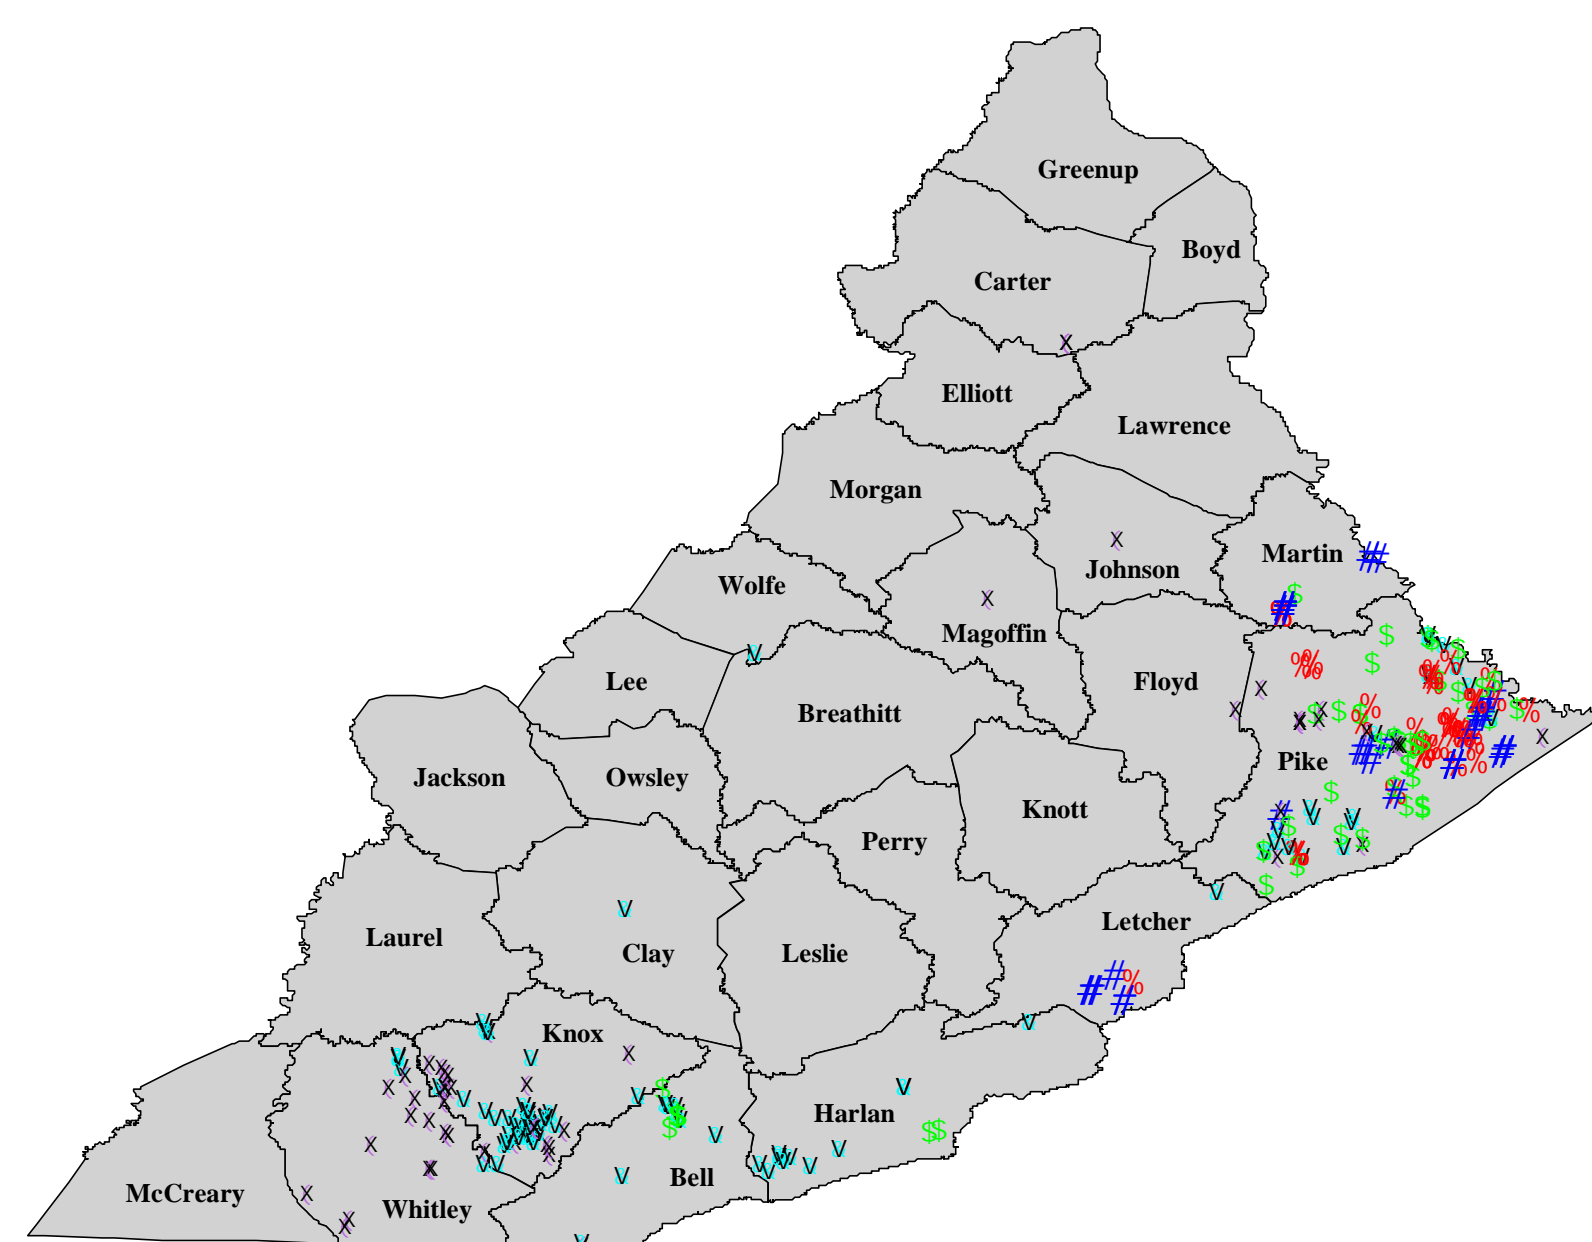 Greenup
Boyd
Carter
Elliott
Lawrence
Morgan
Martin
Johnson
Wolfe
Magoffin
Lee
Floyd
Breathitt
Jackson
Owsley
Pike
Knott
Perry
Letcher
Laurel
Clay
Leslie
Knox
Harlan
Bell
McCreary
Whitley